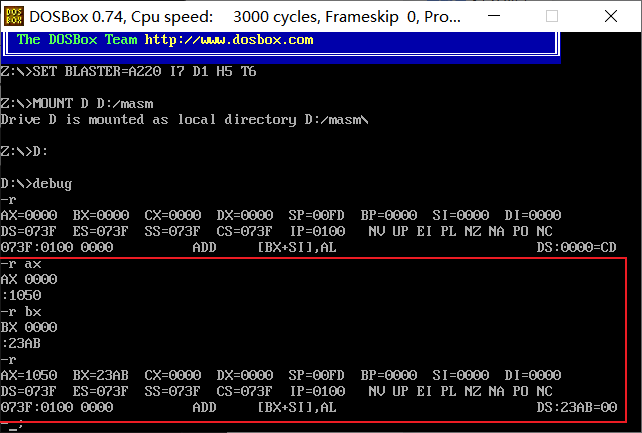 DOSBox 0.74, Cpu speed: 3000 cycles, Frameskip 0, Pro...
The DOSBox Team http://www.dosbox.com
Z:\>SET BLASTER=A220 I7 D1 H5 T6
Z:\>MOUNT D D:/masm
Drive D is mounted as local directory D:/masm\
Z:\>D:
D:\>debug
-r
AX=0000 BX=0000 CX=0000 DX=0000 SP=00FD BP=0000 SI=0000 DI=0000
DS=073F ES=073F SS=073F CS=073F IP=0100 NV UP EI PL NZ NA PO NC
073F:0100 0000 ADD [BX+SI],AL DS:0000=CD
-r ax
AX 0000
:1050
-r bx
BX 0000
:23AB
-r
AX=1050 BX=23AB CX=0000 DX=0000 SP=00FD BP=0000 SI=0000 DI=0000
DS=073F ES=073F SS=073F CS=073F IP=0100 NV UP EI PL NZ NA PO NC
073F:0100 0000 ADD [BX+SI],AL DS:23AB=00
-